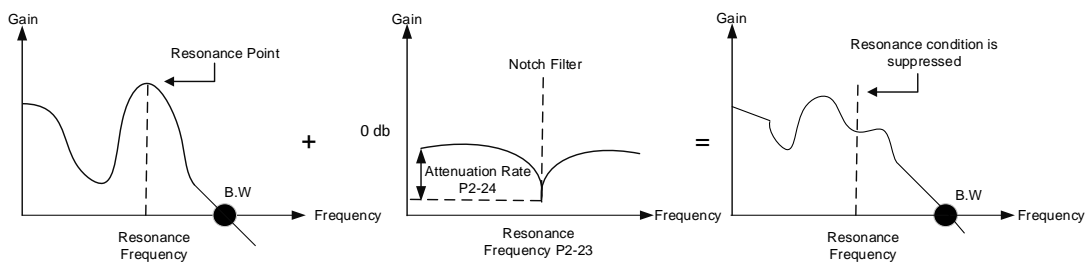 Gain
Resonance Point
B.W
Frequency
Resonance
Frequency
+
Gain
Notch Filter
0 db
Attenuation Rate
P2-24
Frequency
Resonance
Frequency P2-23
=
Gain
Resonance condition is
suppressed
B.W
Frequency
Resonance
Frequency